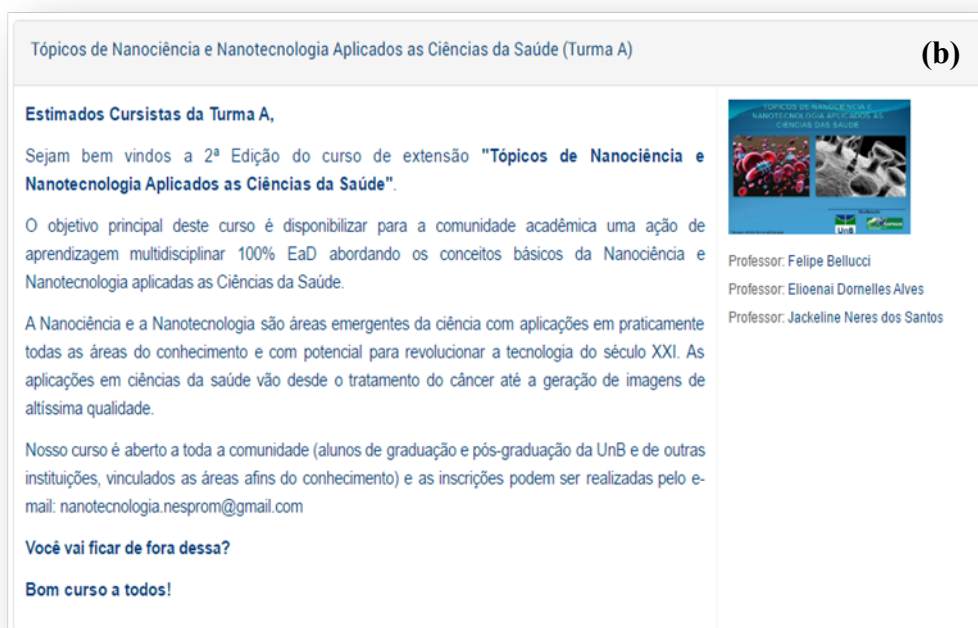 Tópicos de Nanociência e Nanotecnologia Aplicados as Ciências da Saúde (Turma A)
(b)
Estimados Cursistas da Turma A,
Sejam bem vindos a 2ª Edição do curso de extensão "Tópicos de Nanociência e
Nanotecnologia Aplicados as Ciências da Saúde".
O objetivo principal deste curso é disponibilizar para a comunidade acadêmica uma ação de
aprendizagem multidisciplinar 100% EaD abordando os conceitos básicos da Nanociência e
Nanotecnologia aplicadas as Ciências da Saúde.
A Nanociência e a Nanotecnologia são áreas emergentes da ciência com aplicações em praticamente
todas as áreas do conhecimento e com potencial para revolucionar a tecnologia do século XXI. As
aplicações em ciências da saúde vão desde o tratamento do câncer até a geração de imagens de
altíssima qualidade.
Nosso curso é aberto a toda a comunidade (alunos de graduação e pós-graduação da UnB e de outras
instituições, vinculados as áreas afins do conhecimento) e as inscrições podem ser realizadas pelo e-
mail: nanotecnologia.nesprom@gmail.com
Você vai ficar de fora dessa?
Bom curso a todos!
TÓPICOS DE NANOCIÊNCIA E
NANOTECNOLOGIA APLICADOS AS
CIÊNCIAS DAS SAÚDE
UnB
Professor: Felipe Bellucci
Professor: Elioenai Dornelles Alves
Professor: Jackeline Neres dos Santos